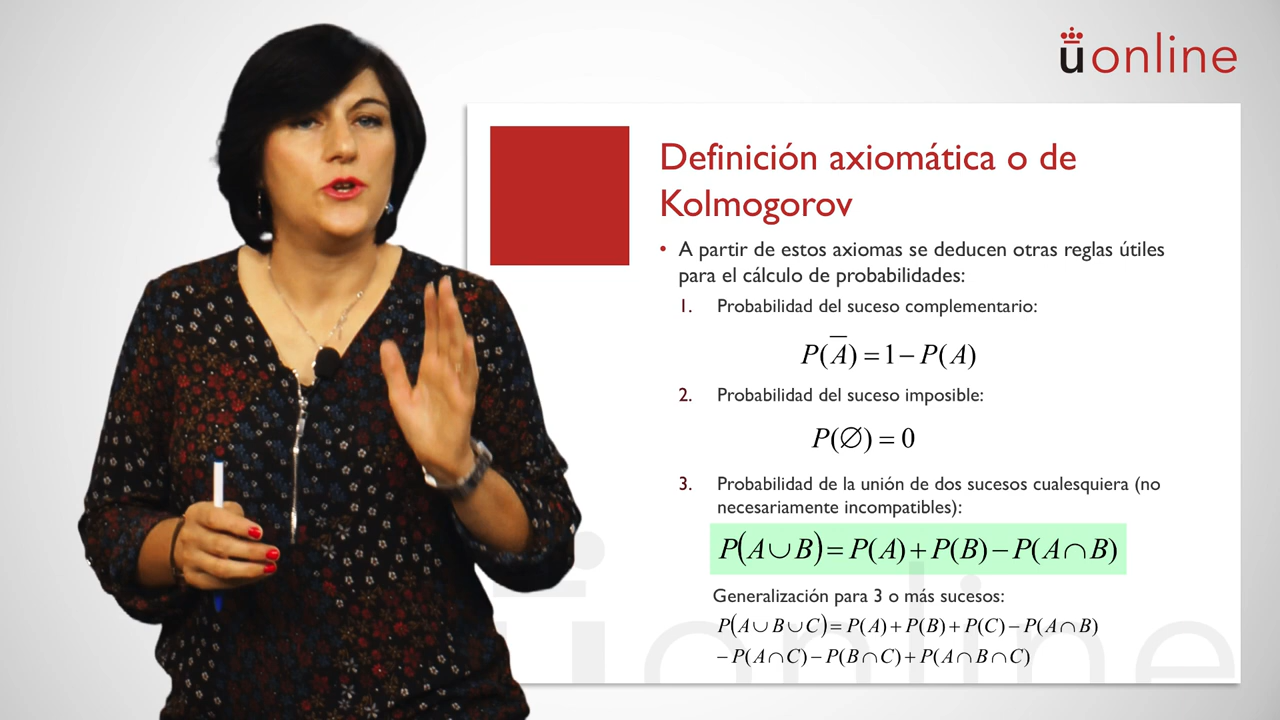 üonline
Definición axiomática o de
Kolmogorov
• A partir de estos axiomas se deducen otras reglas útiles
para el cálculo de probabilidades:
1. Probabilidad del suceso complementario:
P(A̅) = 1 − P(A)
2. Probabilidad del suceso imposible:
P(∅) = 0
3. Probabilidad de la unión de dos sucesos cualesquiera (no
necesariamente incompatibles):
P(A∪B) = P(A) + P(B) − P(A∩B)
Generalización para 3 o más sucesos:
P(A∪B∪C) = P(A) + P(B) + P(C) − P(A∩B)
− P(A∩C) − P(B∩C) + P(A∩B∩C)
üonline